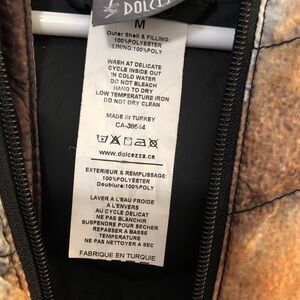 DOLCEZZA
M
Outer Shell & FILLING:
100%POLYESTER
LINING:100%POLY
WASH AT DELICATE
CYCLE INSIDE OUT
IN COLD WATER
DO NOT BLEACH
HANG TO DRY
LOW TEMPERATURE IRON
DO NOT DRY CLEAN
MADE IN TURKEY
CA-38644
www.dolcezza.ca
EXTERIEUR & REMPLISSAGE:
100%POLYESTER
Doublure:100%POLY
LAVER A L'EAU FROIDE
À L'ENVERS
AU CYCLE DELICAT
NE PAS BLANCHIR
SUSPENDRE POUR SECHER
REPASSER A BASSE
TEMPERATURE
NE PAS NETTOYER A SEC
FABRIQUE EN TURQUIE